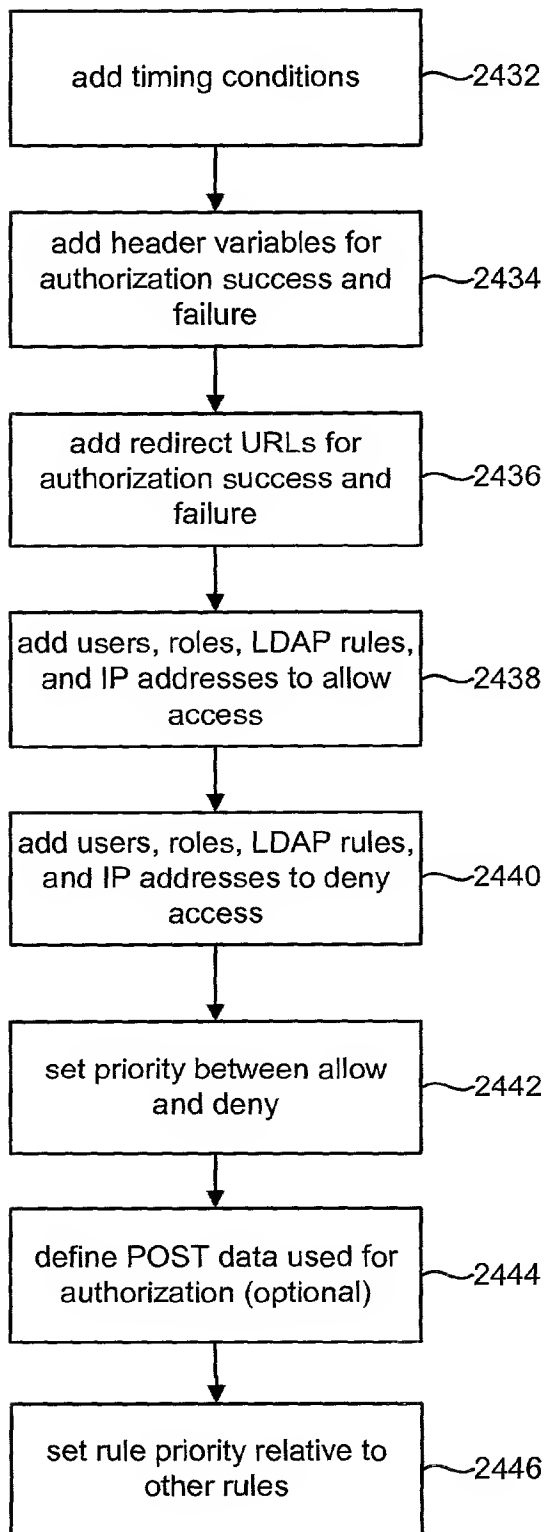 add timing conditions
2432
add header variables for
authorization success and
failure
2434
add redirect URLs for
authorization success and
failure
2436
add users, roles, LDAP rules,
and IP addresses to allow
access
2438
add users, roles, LDAP rules,
and IP addresses to deny
access
2440
set priority between allow
and deny
2442
define POST data used for
authorization (optional)
2444
set rule priority relative to
other rules
2446